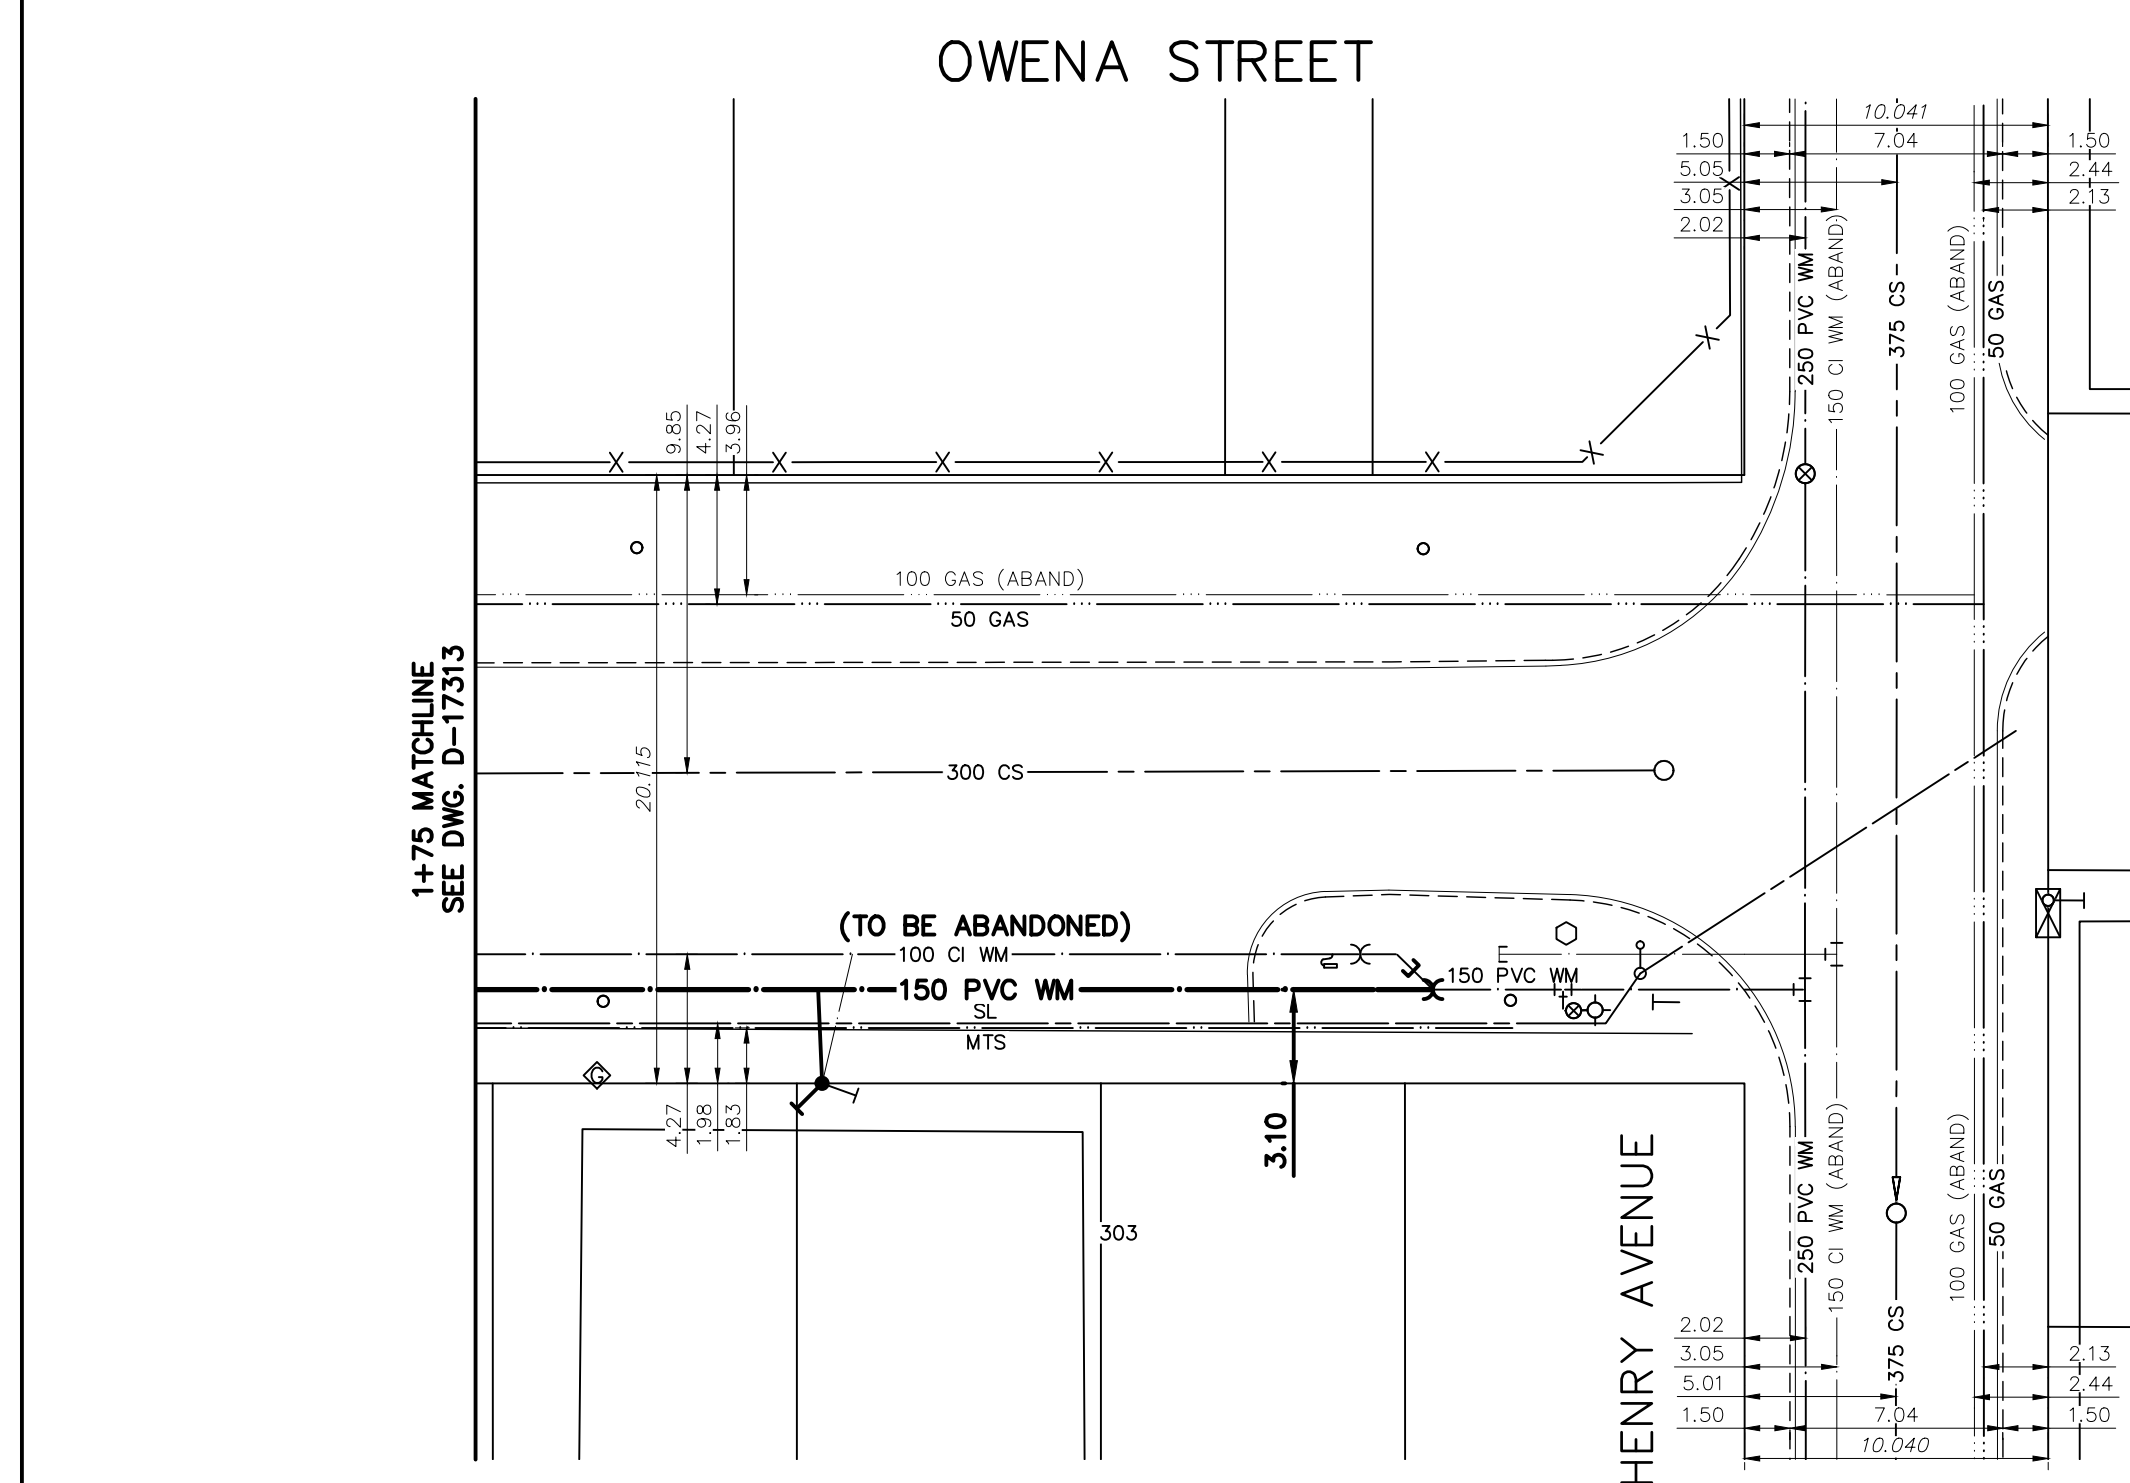 OWENA STREET
10.041
1.50 7.04 1.50
5.05 2.44
3.05 2.13
2.02
250 PVC WM
150 CI WM (ABAND)
375 CS
100 GAS (ABAND)
50 GAS
9.85
4.27
3.96
100 GAS (ABAND)
50 GAS
1+75 MATCHLINE
SEE DWG. D-17313
20.115
300 CS
(TO BE ABANDONED)
100 CI WM
150 PVC WM
150 PVC WM
SL
MTS
G
4.27
1.98
1.83
3.10
303
HENRY AVENUE
250 PVC WM
150 CI WM (ABAND)
375 CS
100 GAS (ABAND)
50 GAS
2.02
3.05 2.13
5.01 2.44
1.50 7.04 1.50
10.040